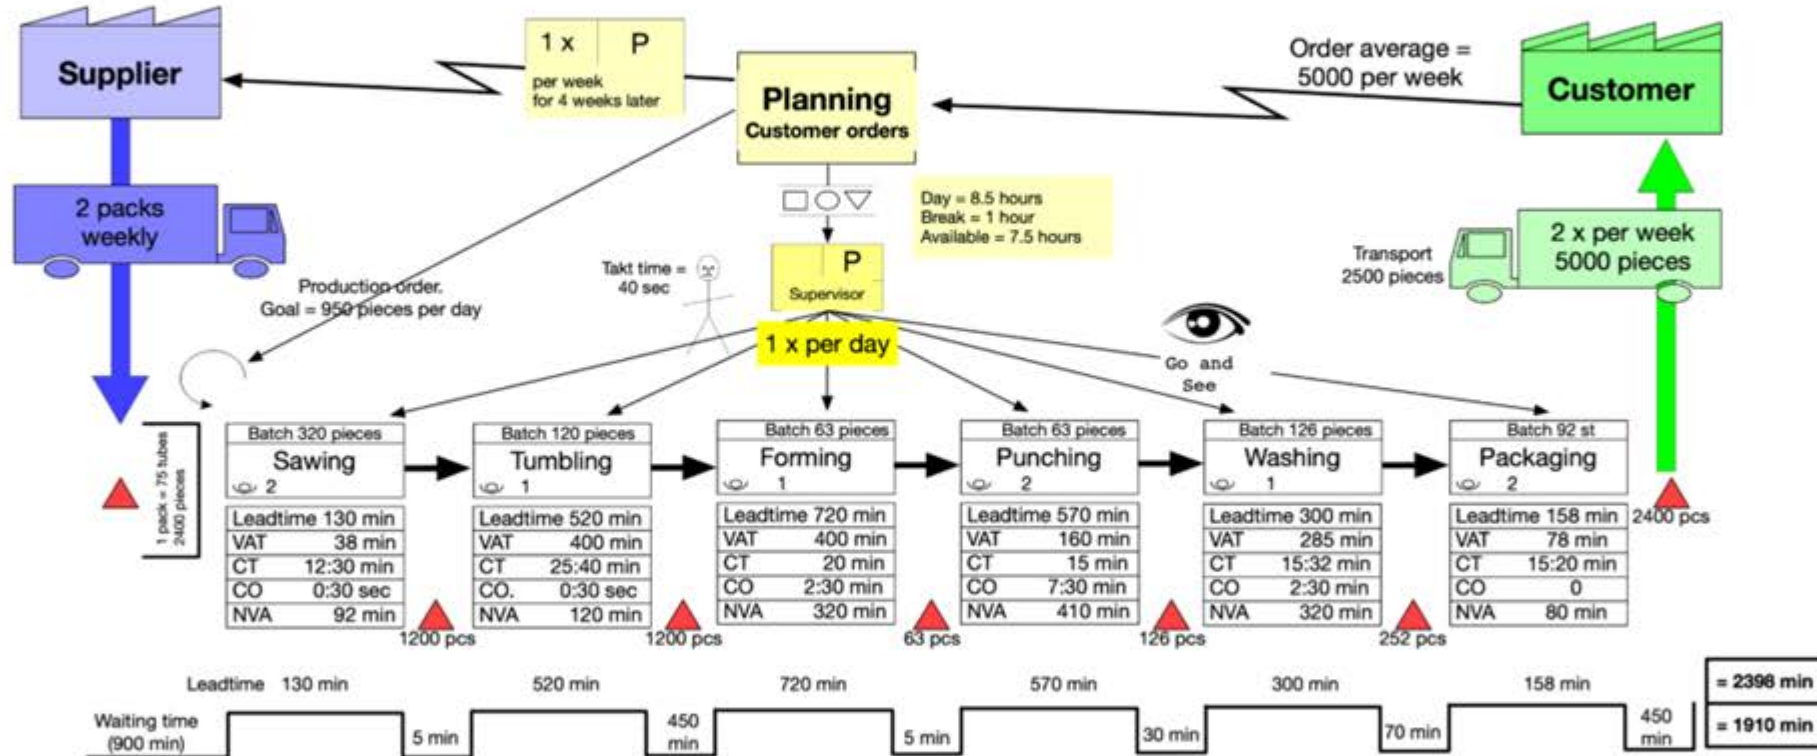 Supplier
1 x P
per week
for 4 weeks later
Planning
Customer orders
Order average =
5000 per week
Customer
2 packs
weekly
Day = 8.5 hours
Break = 1 hour
Available = 7.5 hours
Transport
2500 pieces
2 x per week
5000 pieces
Production order.
Goal = 950 pieces per day
Takt time =
40 sec
P
Supervisor
1 x per day
Go and
See
1 pack = 75 tubes
2400 pieces
Batch 320 pieces
Sawing
2
Leadtime 130 min
VAT 38 min
CT 12:30 min
CO 0:30 sec
NVA 92 min
1200 pcs
Batch 120 pieces
Tumbling
1
Leadtime 520 min
VAT 400 min
CT 25:40 min
CO. 0:30 sec
NVA 120 min
1200 pcs
Batch 63 pieces
Forming
1
Leadtime 720 min
VAT 400 min
CT 20 min
CO 2:30 min
NVA 320 min
63 pcs
Batch 63 pieces
Punching
2
Leadtime 570 min
VAT 160 min
CT 15 min
CO 7:30 min
NVA 410 min
126 pcs
Batch 126 pieces
Washing
1
Leadtime 300 min
VAT 285 min
CT 15:32 min
CO 2:30 min
NVA 320 min
252 pcs
Batch 92 st
Packaging
2
Leadtime 158 min
VAT 78 min
CT 15:20 min
CO 0
NVA 80 min
2400 pcs
Leadtime 130 min 520 min 720 min 570 min 300 min 158 min = 2398 min
Waiting time
(900 min) 5 min 450
min 5 min 30 min 70 min 450
min = 1910 min